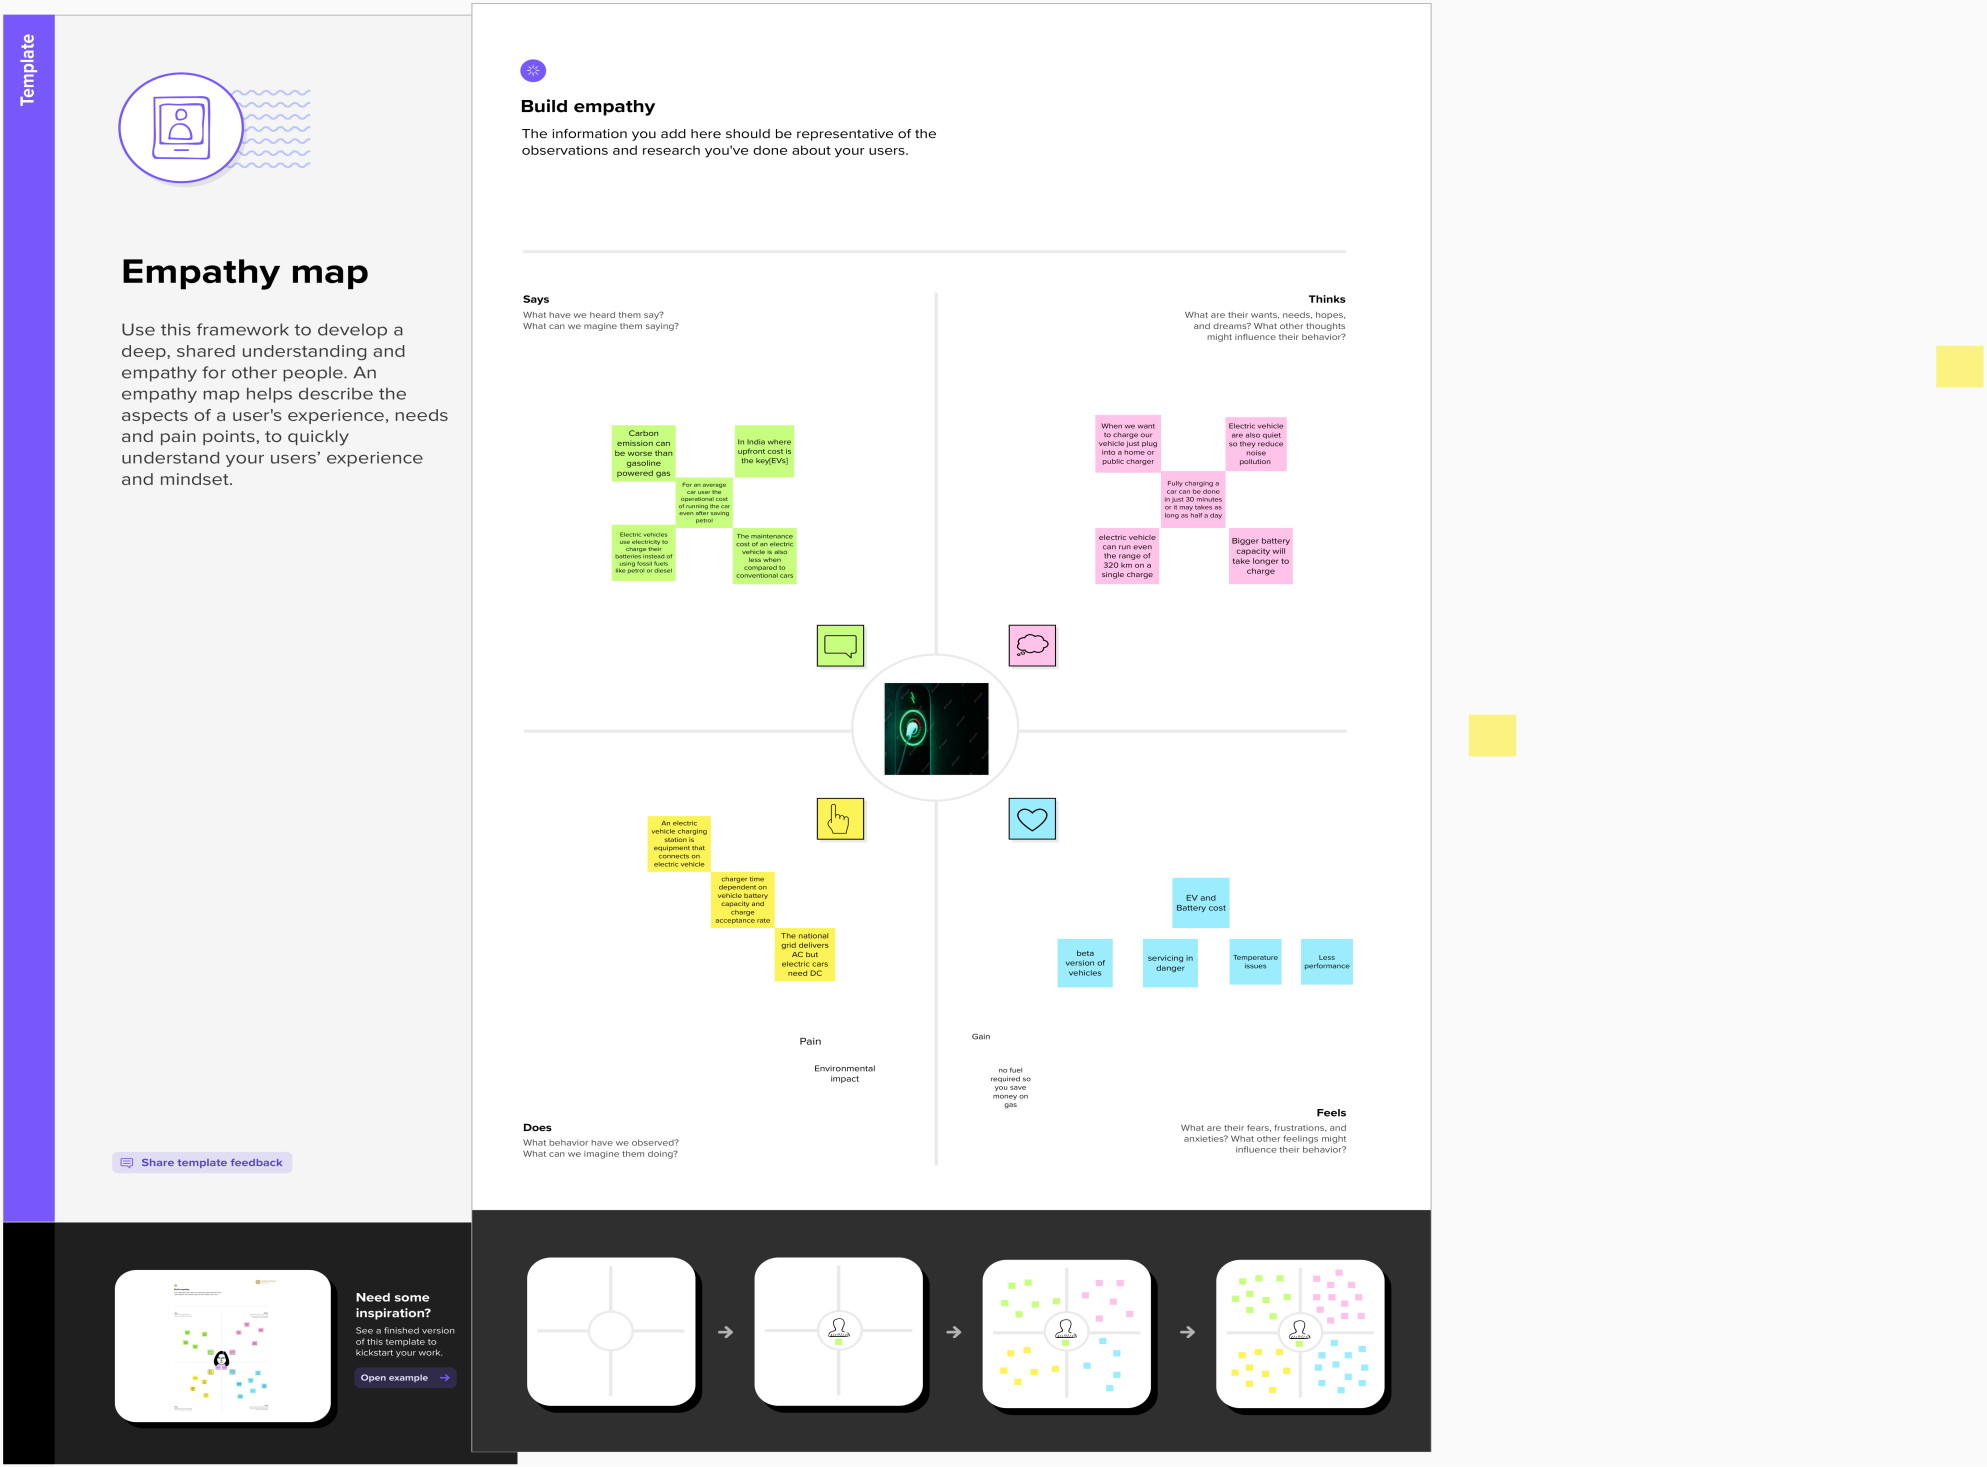 Template
Empathy map
Use this framework to develop a
deep, shared understanding and
empathy for other people. An
empathy map helps describe the
aspects of a user's experience, needs
and pain points, to quickly
understand your users’ experience
and mindset.
Share template feedback
Need some
inspiration?
See a finished version
of this template to
kickstart your work.
Open example
Build empathy
The information you add here should be representative of the
observations and research you've done about your users.
Says
What have we heard them say?
What can we magine them saying?
Thinks
What are their wants, needs, hopes,
and dreams? What other thoughts
might influence their behavior?
Carbon
emission can
be worse than
gasoline
powered gas
In India where
upfront cost is
the key[EVs]
For an average
car user the
operational cost
of running the car
even after saving
petrol
Electric vehicles
use electricity to
charge their
batteries instead of
using fossil fuels
like petrol or diesel
The maintenance
cost of an electric
vehicle is also
less when
compared to
conventional cars
When we want
to charge our
vehicle just plug
into a home or
public charger
Electric vehicle
are also quiet
so they reduce
noise
pollution
Fully charging a
car can be done
in just 30 minutes
or it may takes as
long as half a day
electric vehicle
can run even
the range of
320 km on a
single charge
Bigger battery
capacity will
take longer to
charge
An electric
vehicle charging
station is
equipment that
connects on
electric vehicle
charger time
dependent on
vehicle battery
capacity and
charge
acceptance rate
The national
grid delivers
AC but
electric cars
need DC
EV and
Battery cost
beta
version of
vehicles
servicing in
danger
Temperature
issues
Less
performance
Pain
Environmental
impact
Gain
no fuel
required so
you save
money on
gas
Does
What behavior have we observed?
What can we imagine them doing?
Feels
What are their fears, frustrations, and
anxieties? What other feelings might
influence their behavior?